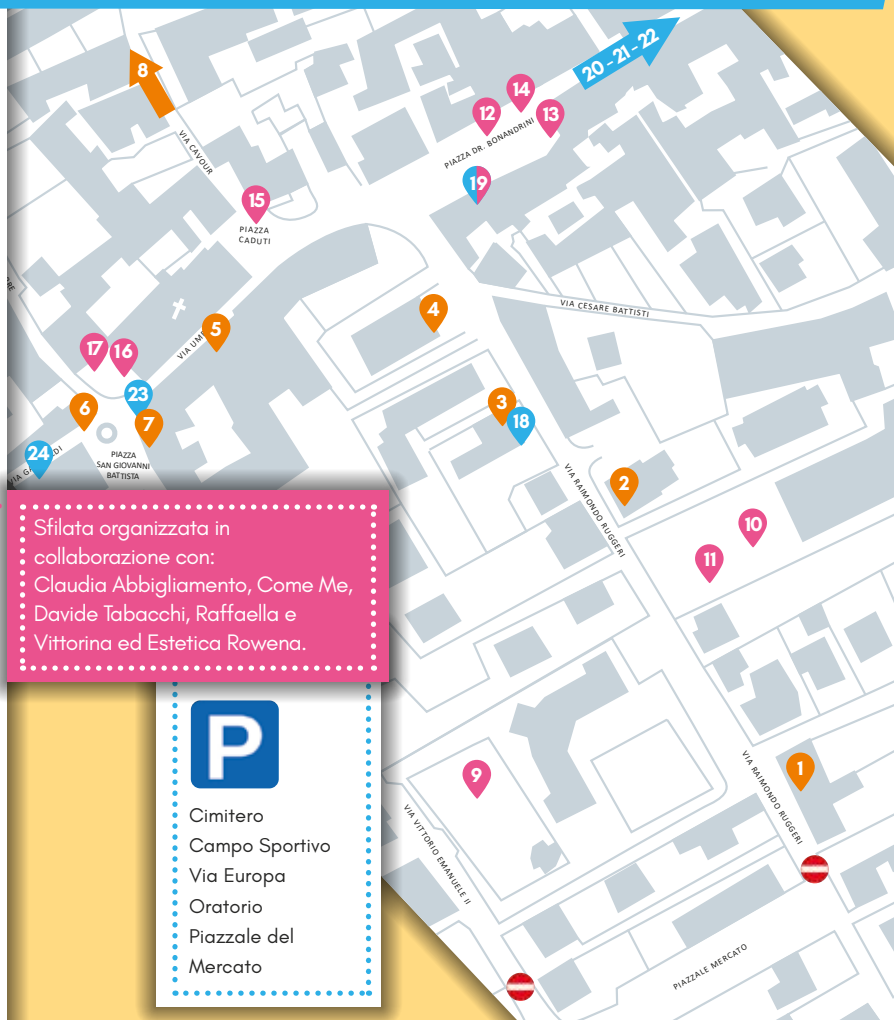 20 - 21 - 22
8
14
12
13
PIAZZA DR. BONANDRINI
VIA CAVOUR
19
15
PIAZZA
CADUTI
VIA CESARE BATTISTI
4
5
17
16
23
6
7
3
18
24
PIAZZA
SAN GIOVANNI
BATTISTA
2
VIA RAIMONDO RUGGERI
10
11
Sfilata organizzata in
collaborazione con:
Claudia Abbigliamento, Come Me,
Davide Tabacchi, Raffaella e
Vittorina ed Estetica Rowena.
P
Cimitero
Campo Sportivo
Via Europa
Oratorio
Piazzale del
Mercato
9
1
VIA RAIMONDO RUGGERI
VIA VITTORIO EMANUELE II
PIAZZALE MERCATO